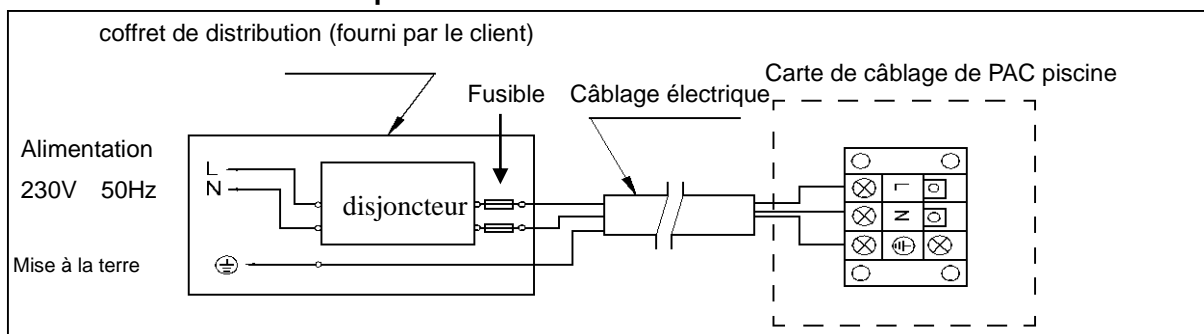 coffret de distribution (fourni par le client)
Carte de câblage de PAC piscine
Fusible Câblage électrique
Alimentation
230V 50Hz
L
N
disjoncteur
Mise à la terre
L
N